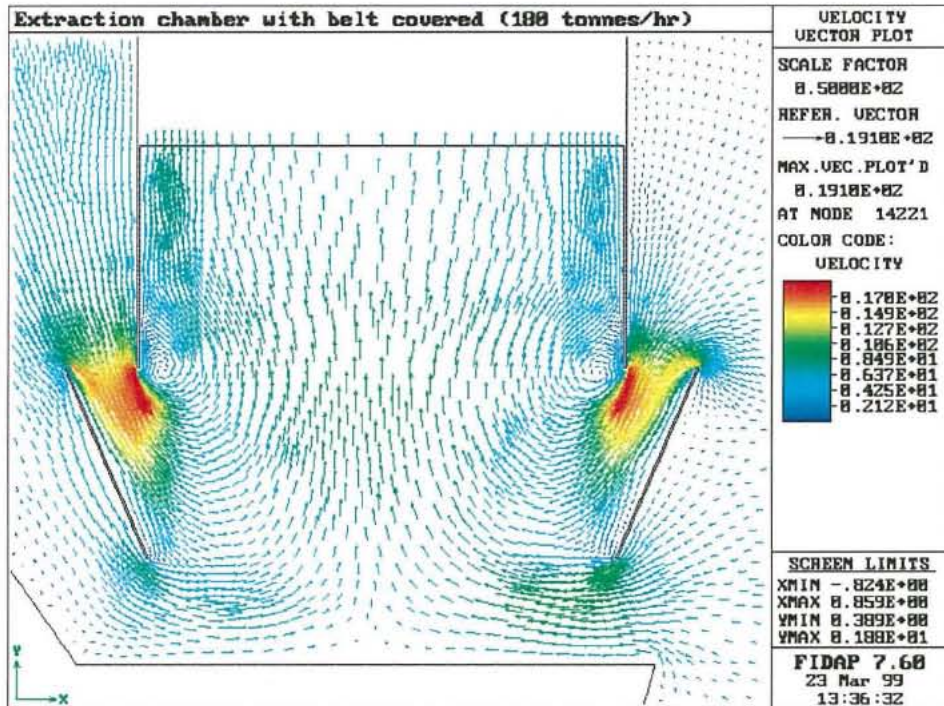 Extraction chamber with belt covered (180 tonnes/hr)
VELOCITY
VECTOR PLOT
SCALE FACTOR
0.5000E+02
REFER. VECTOR
0.1910E+02
MAX.VEC.PLOT'D
0.1910E+02
AT NODE 14221
COLOR CODE:
VELOCITY
0.170E+02
0.149E+02
0.127E+02
0.106E+02
0.849E+01
0.637E+01
0.425E+01
0.212E+01
SCREEN LIMITS
XMIN -.824E+00
XMAX 0.859E+00
YMIN 0.389E+00
YMAX 0.188E+01
FIDAP 7.60
23 Mar 99
13:36:32
Y
X